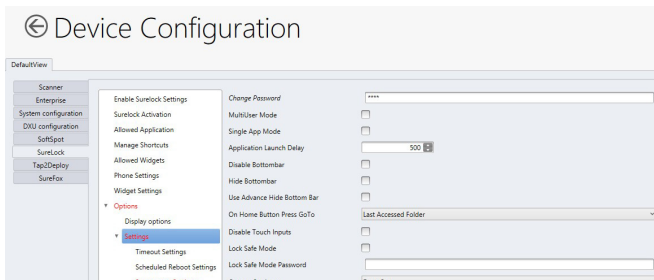 Device Configuration
DefaultView
Scanner
Enterprise
System configuration
DXU configuration
SoftSpot
SureLock
Tap2Deploy
SureFox
Enable Surelock Settings
Surelock Activation
Allowed Application
Manage Shortcuts
Allowed Widgets
Phone Settings
Widget Settings
Options
Display options
Settings
Timeout Settings
Scheduled Reboot Settings
Change Password ****
MultiUser Mode
Single App Mode
Application Launch Delay 500
Disable Bottombar
Hide Bottombar
Use Advance Hide Bottom Bar
On Home Button Press GoTo Last Accessed Folder
Disable Touch Inputs
Lock Safe Mode
Lock Safe Mode Password